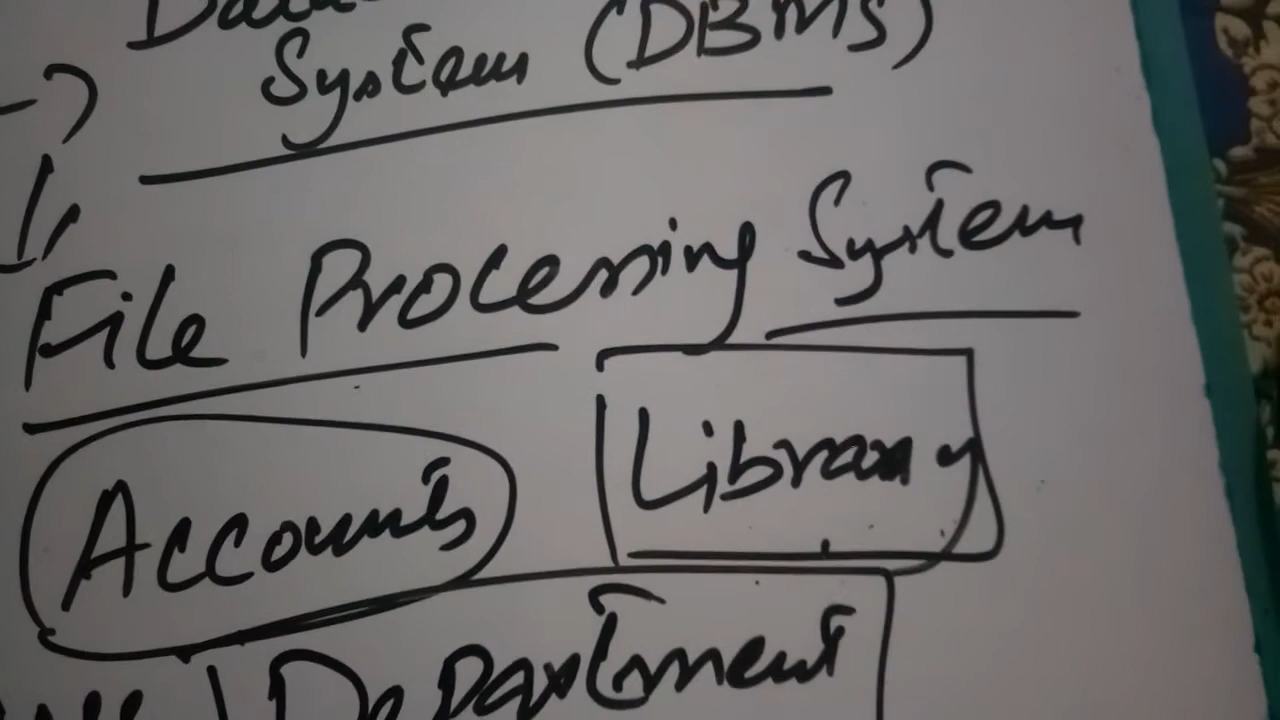 System (DBMS)
File Processing System
Accounts Library
Department